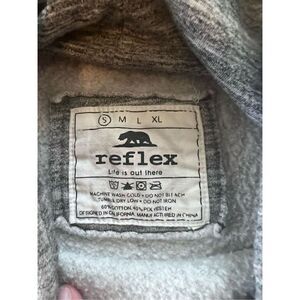 S M L XL
reflex
Life is out there
MACHINE WASH COLD • DO NOT BLEACH
TUMBLE DRY LOW • DO NOT IRON
60% COTTON, 40% POLYESTER
DESIGNED IN CALIFORNIA, MANUFACTURED IN CHINA